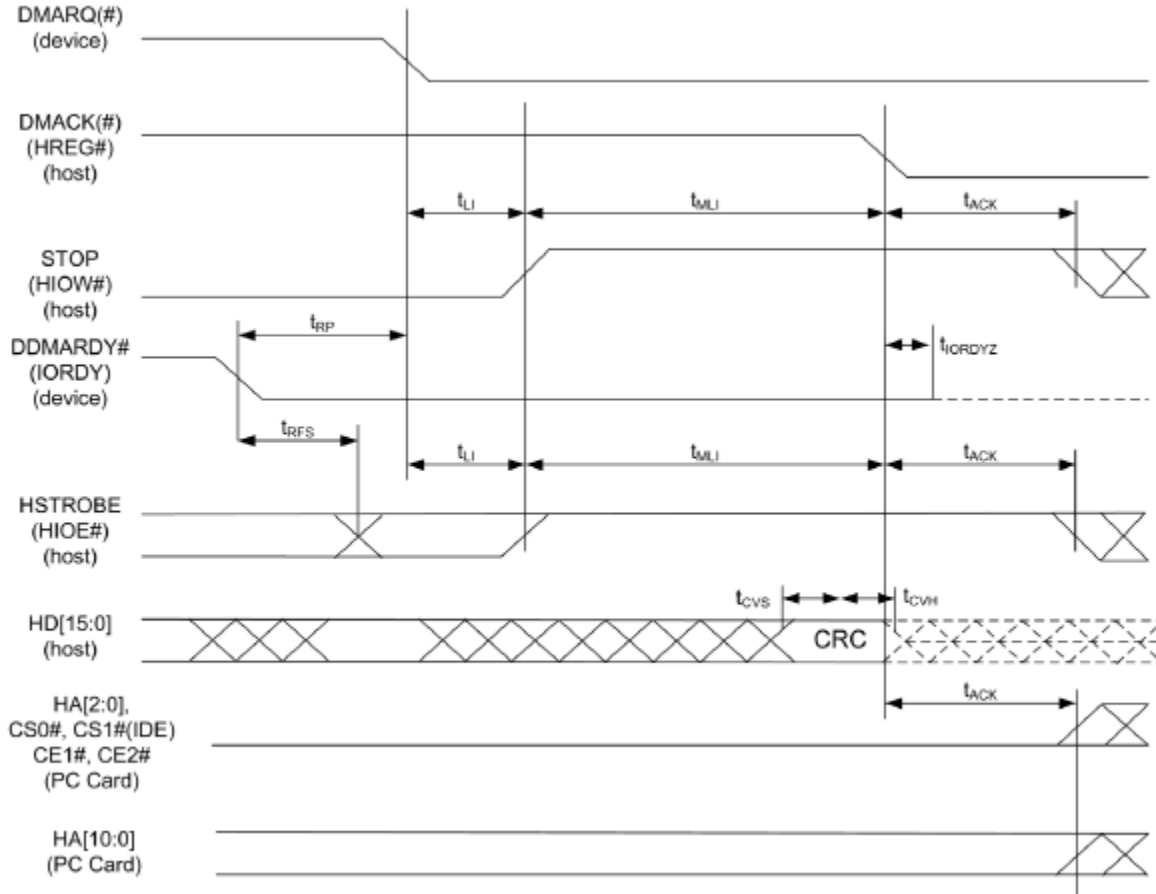 DMARQ(#)
(device)
DMACK(#)
(HREG#)
(host)
tLI tMLI tACK
STOP
(HIOW#)
(host)
tRP
DDMARDY#
(IORDY)
(device)
tIORDYZ
tRFS
tLI tMLI tACK
HSTROBE
(HIOE#)
(host)
tCVS tCVH
HD[15:0]
(host)
CRC
tACK
HA[2:0],
CS0#, CS1#(IDE)
CE1#, CE2#
(PC Card)
HA[10:0]
(PC Card)